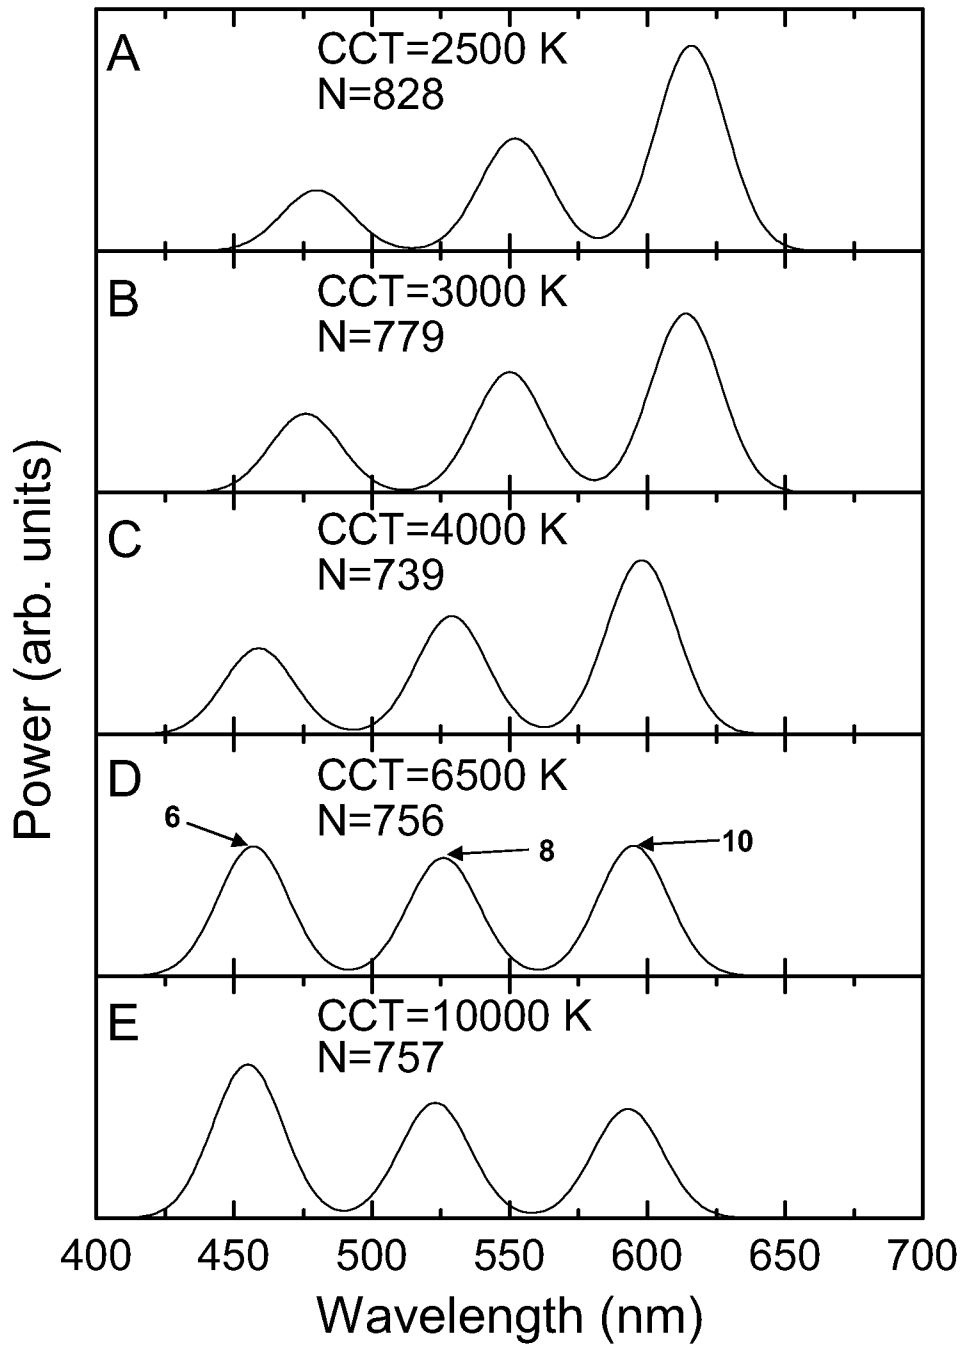 A
CCT=2500 K
N=828
B
CCT=3000 K
N=779
C
CCT=4000 K
N=739
D
CCT=6500 K
N=756
6
8
10
E
CCT=10000 K
N=757
Power (arb. units)
400 450 500 550 600 650 700
Wavelength (nm)